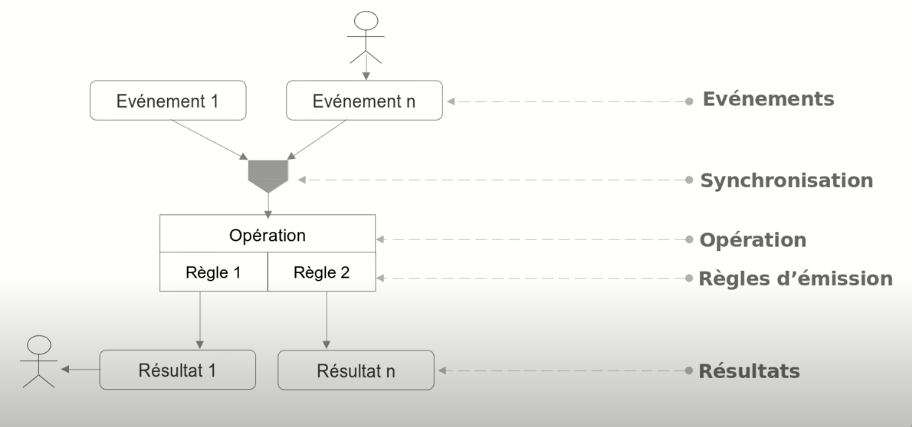 Evénement 1
Evénement n
Evénements
Synchronisation
Opération
Opération
Règle 1
Règle 2
Règles d’émission
Résultat 1
Résultat n
Résultats